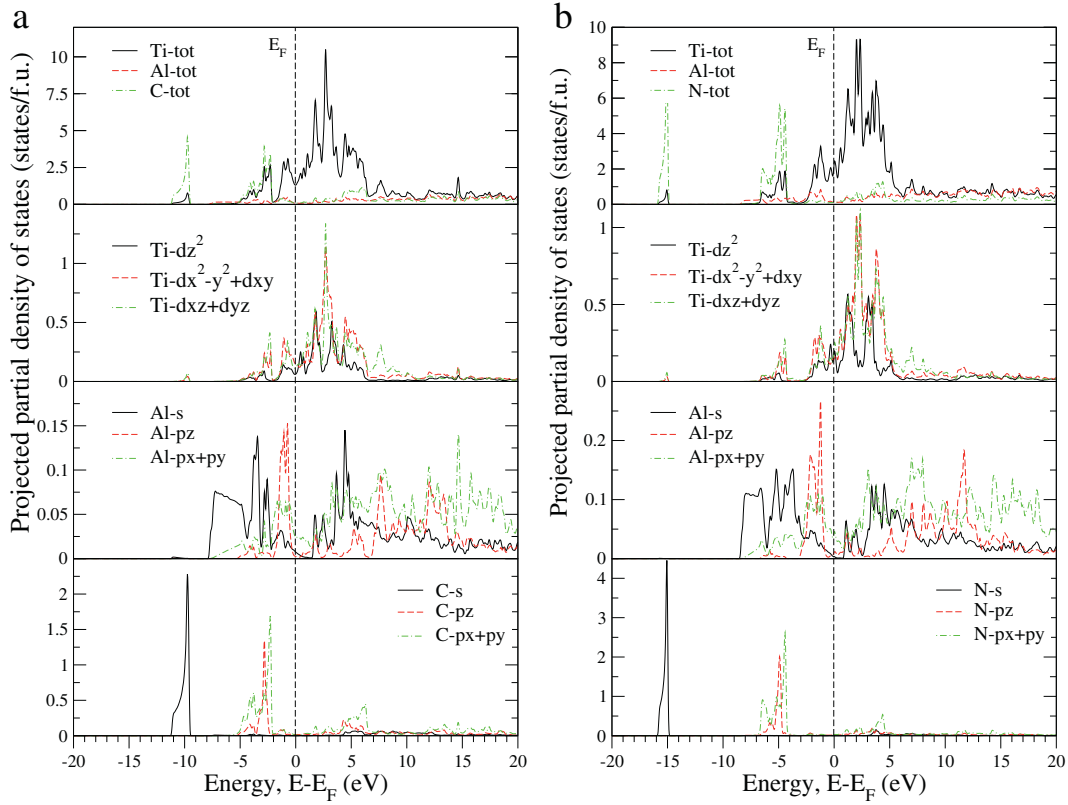 a
Projected partial density of states (states/f.u.)
E_F
Ti-tot
Al-tot
C-tot
10
7.5
5
2.5
0
Ti-dz²
Ti-dx²-y²+dxy
Ti-dxz+dyz
1
0.5
0
Al-s
Al-pz
Al-px+py
0.15
0.1
0.05
0
C-s
C-pz
C-px+py
2
1
0
-20 -15 -10 -5 0 5 10 15 20
Energy, E-E_F (eV)
b
Projected partial density of states (states/f.u.)
E_F
Ti-tot
Al-tot
N-tot
10
8
6
4
2
0
Ti-dz²
Ti-dx²-y²+dxy
Ti-dxz+dyz
1
0.5
0
Al-s
Al-pz
Al-px+py
0.2
0.1
0
N-s
N-pz
N-px+py
4
3
2
1
0
-20 -15 -10 -5 0 5 10 15 20
Energy, E-E_F (eV)